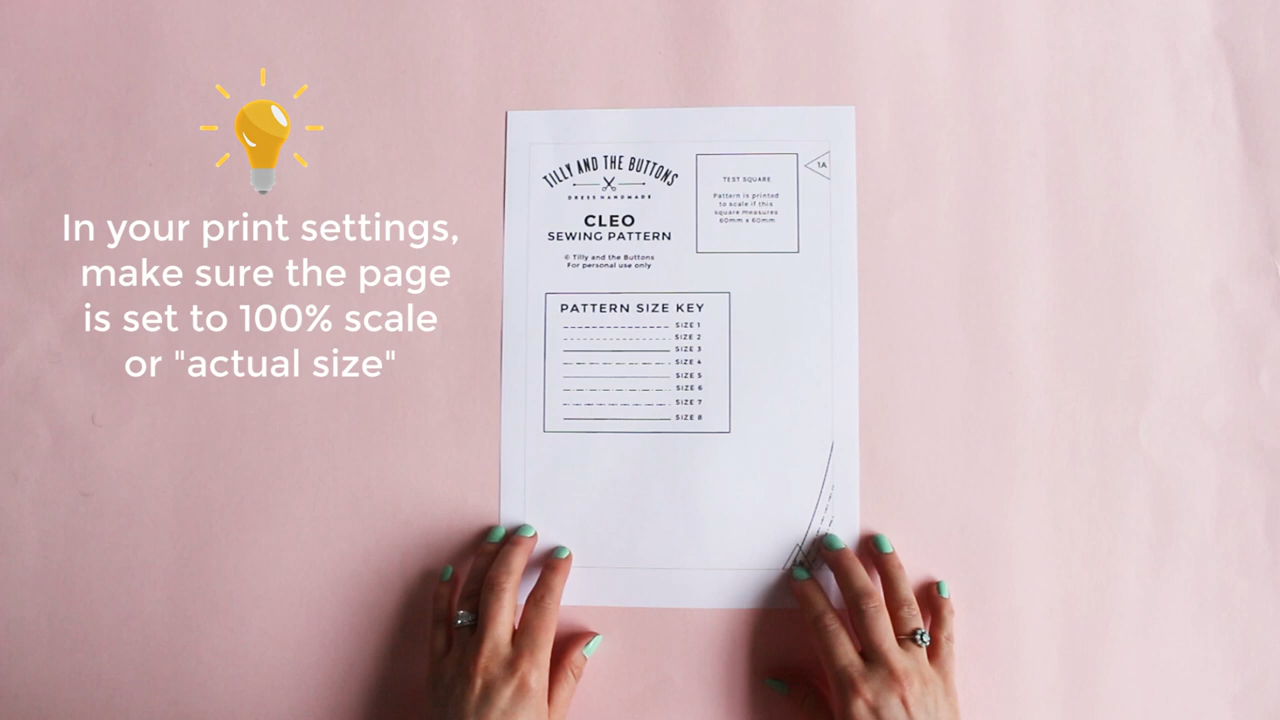 In your print settings,
make sure the page
is set to 100% scale
or "actual size"
TILLY AND THE BUTTONS
DRESS HANDMADE
CLEO
SEWING PATTERN
© Tilly and the Buttons
For personal use only
TEST SQUARE
Pattern is printed
to scale if this
square measures
60mm x 60mm
1A
PATTERN SIZE KEY
SIZE 1
SIZE 2
SIZE 3
SIZE 4
SIZE 5
SIZE 6
SIZE 7
SIZE 8